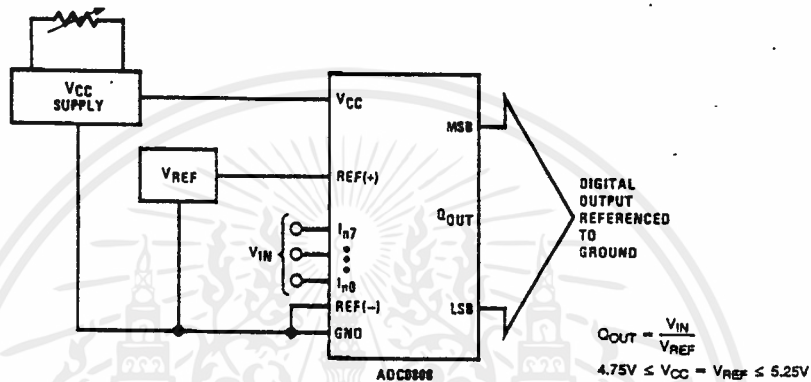 VCC
SUPPLY
VREF
VIN
VCC
REF(+)
In7
In0
REF(−)
GND
MSB
QOUT
LSB
ADC0808
DIGITAL
OUTPUT
REFERENCED
TO
GROUND
QOUT = VIN / VREF
4.75V ≤ VCC = VREF ≤ 5.25V